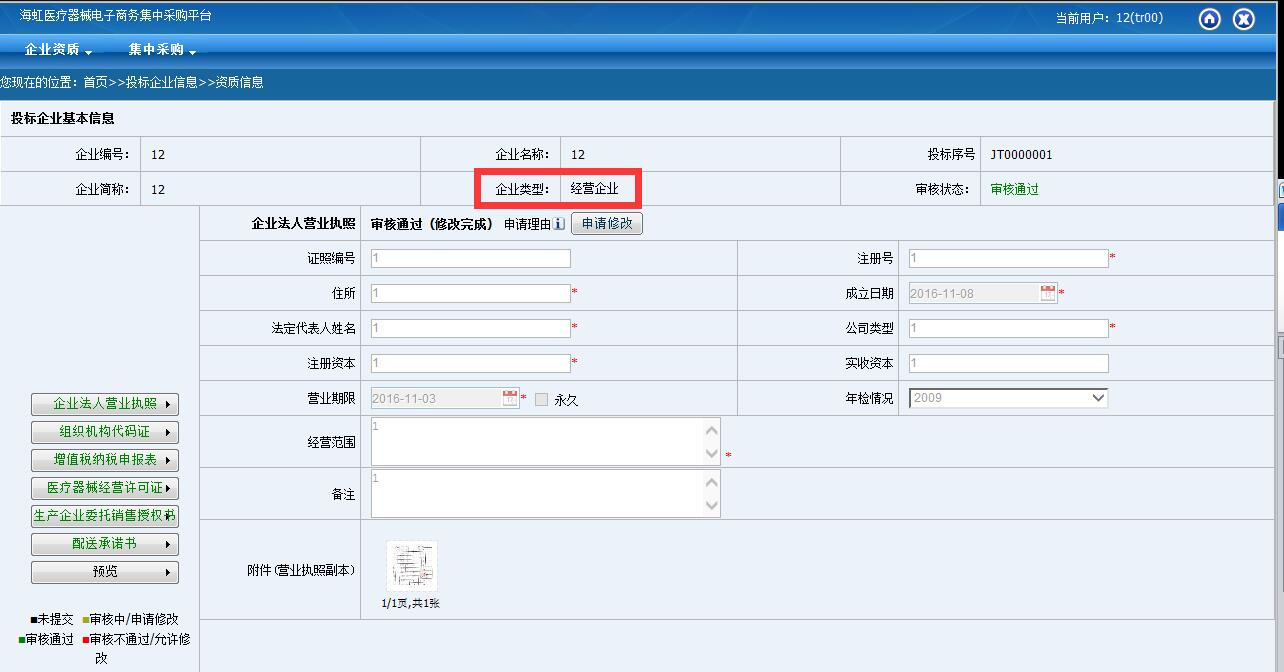 海虹医疗器械电子商务集中采购平台
当前用户：12(tr00)
企业资质 集中采购
您现在的位置：首页>>投标企业信息>>资质信息
投标企业基本信息
企业编号： 12 企业名称： 12 投标序号 JT0000001
企业简称： 12 企业类型： 经营企业 审核状态： 审核通过
企业法人营业执照 审核通过（修改完成） 申请理由 申请修改
证照编号 1 注册号 1 *
住所 1 * 成立日期 2016-11-08 *
法定代表人姓名 1 * 公司类型 1 *
注册资本 1 * 实收资本 1
营业期限 2016-11-03 * 永久 年检情况 2009
经营范围 1 *
备注 1
附件(营业执照副本)
1/1页,共1张
企业法人营业执照
组织机构代码证
增值税纳税申报表
医疗器械经营许可证
生产企业委托销售授权书
配送承诺书
预览
■未提交 ■审核中/申请修改
■审核通过 ■审核不通过/允许修
改